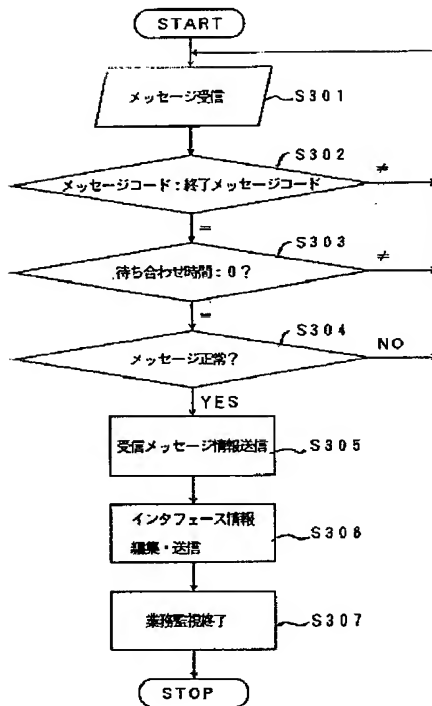 START
メッセージ受信
S301
S302
メッセージコード：終了メッセージコード
≠
=
S303
待ち合わせ時間：0？
≠
=
S304
メッセージ正常？
NO
YES
受信メッセージ情報送信
S305
インタフェース情報
編集・送信
S306
業務監視終了
S307
STOP